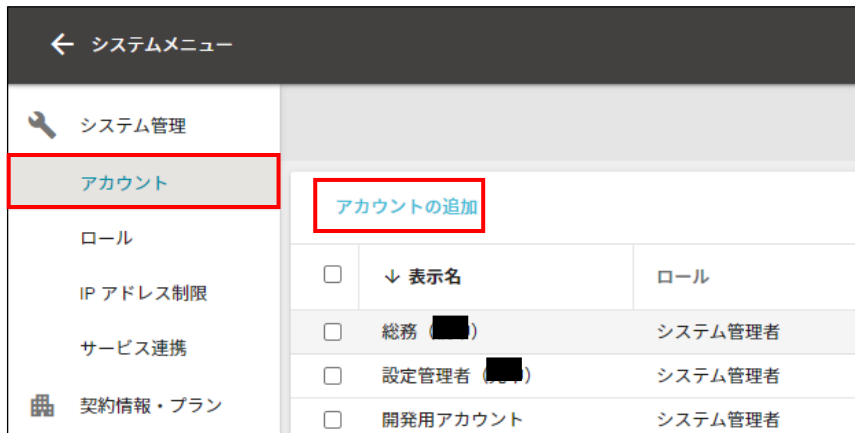 システムメニュー
システム管理
アカウント
ロール
IP アドレス制限
サービス連携
契約情報・プラン
アカウントの追加
表示名 ロール
総務（ ） システム管理者
設定管理者（ ） システム管理者
開発用アカウント システム管理者